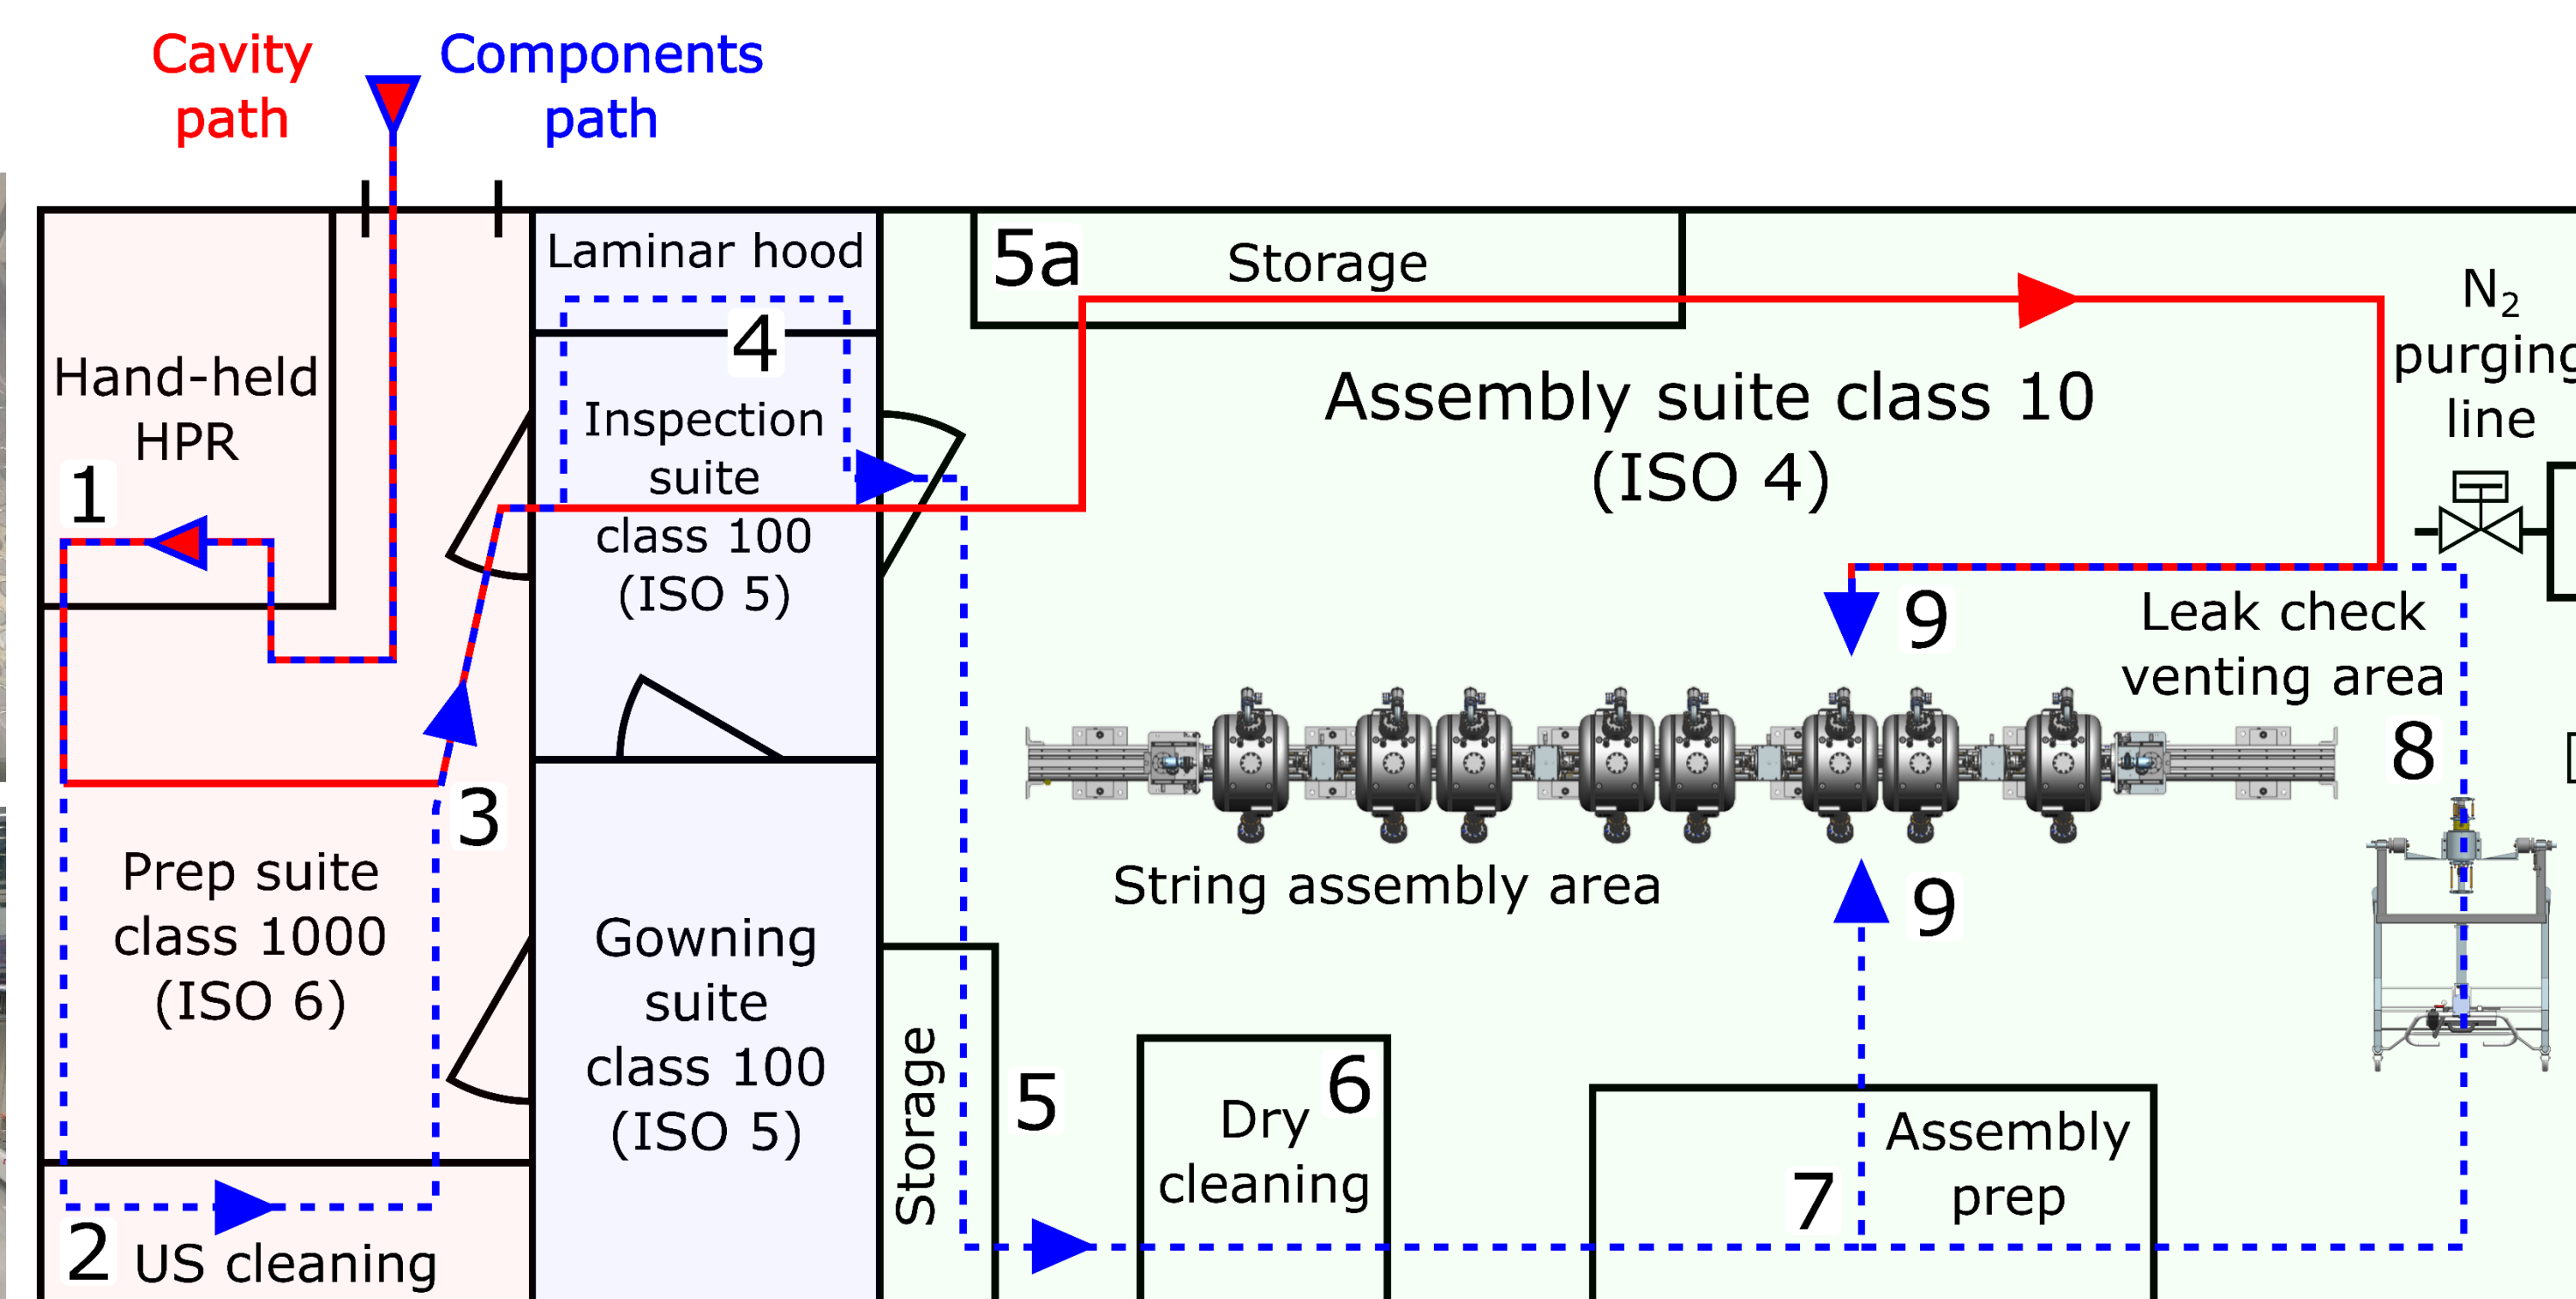 Cavity
path
Components
path
Hand-held
HPR
1
Laminar hood
4
Inspection
suite
class 100
(ISO 5)
5a
Storage
Assembly suite class 10
(ISO 4)
N₂
purging
line
9
Leak check
venting area
8
3
Prep suite
class 1000
(ISO 6)
Gowning
suite
class 100
(ISO 5)
String assembly area
9
Storage
5
Dry
cleaning
6
Assembly
prep
7
2
US cleaning